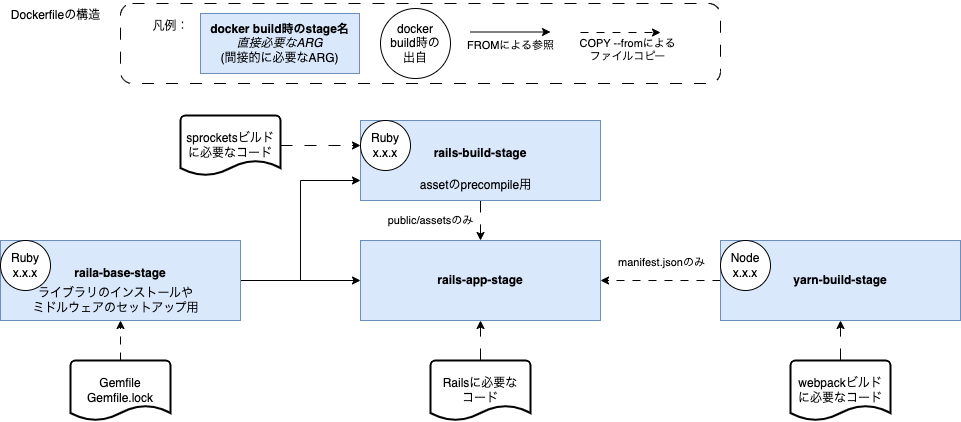 Dockerfileの構造
凡例：
docker build時のstage名
直接必要なARG
(間接的に必要なARG)
docker
build時の
出自
FROMによる参照
COPY --fromによる
ファイルコピー
sprocketsビルド
に必要なコード
Ruby
x.x.x
rails-build-stage
assetのprecompile用
public/assetsのみ
Ruby
x.x.x
raila-base-stage
ライブラリのインストールや
ミドルウェアのセットアップ用
rails-app-stage
manifest.jsonのみ
Node
x.x.x
yarn-build-stage
Gemfile
Gemfile.lock
Railsに必要な
コード
webpackビルド
に必要なコード